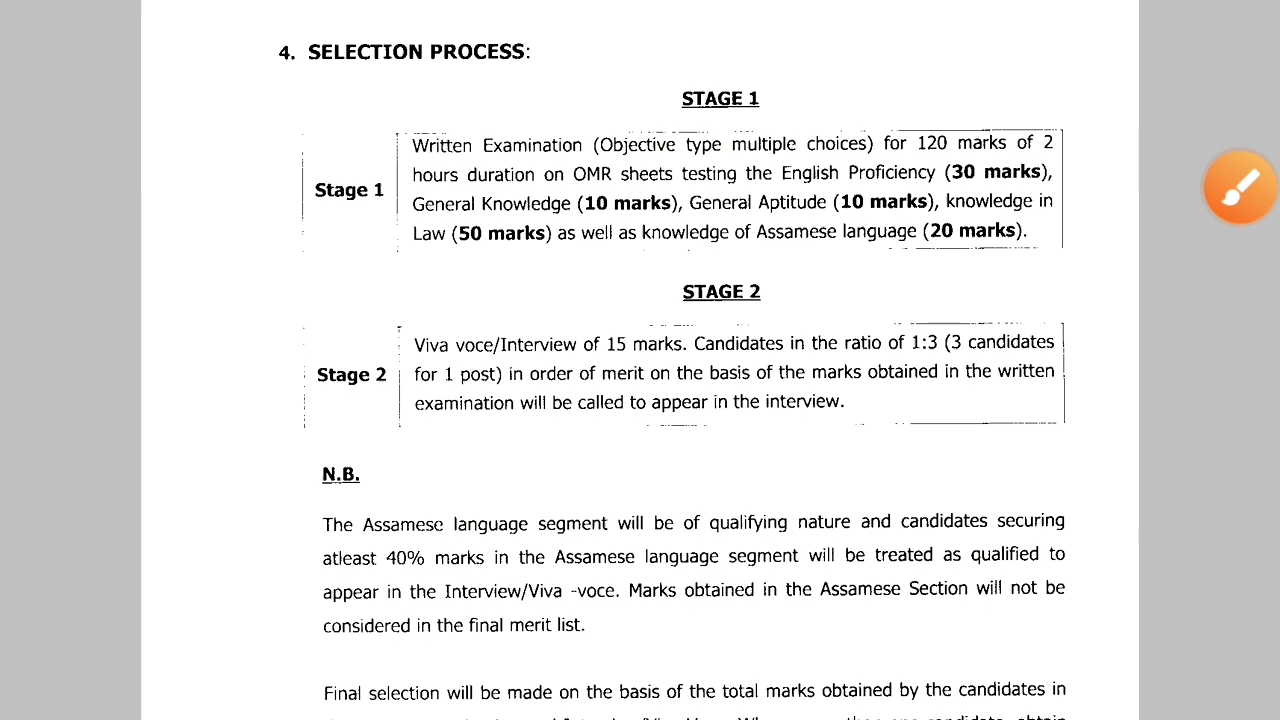 4. SELECTION PROCESS:
STAGE 1
Stage 1
Written Examination (Objective type multiple choices) for 120 marks of 2
hours duration on OMR sheets testing the English Proficiency (30 marks),
General Knowledge (10 marks), General Aptitude (10 marks), knowledge in
Law (50 marks) as well as knowledge of Assamese language (20 marks).
STAGE 2
Stage 2
Viva voce/Interview of 15 marks. Candidates in the ratio of 1:3 (3 candidates
for 1 post) in order of merit on the basis of the marks obtained in the written
examination will be called to appear in the interview.
N.B.
The Assamese language segment will be of qualifying nature and candidates securing
atleast 40% marks in the Assamese language segment will be treated as qualified to
appear in the Interview/Viva -voce. Marks obtained in the Assamese Section will not be
considered in the final merit list.
Final selection will be made on the basis of the total marks obtained by the candidates in